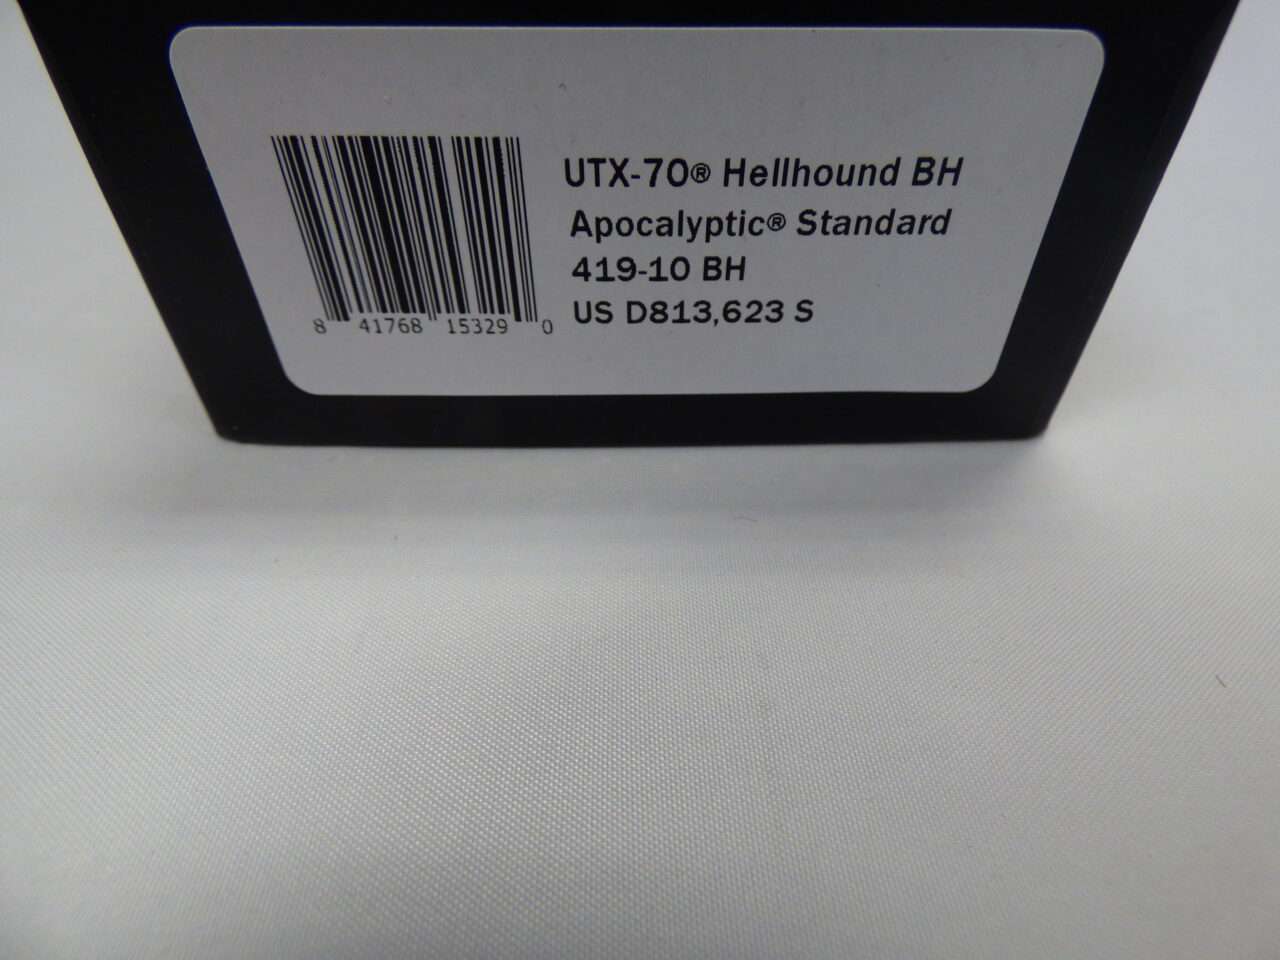 UTX-70® Hellhound BH
Apocalyptic® Standard
419-10 BH
US D813,623 S
8 41768 15329 0